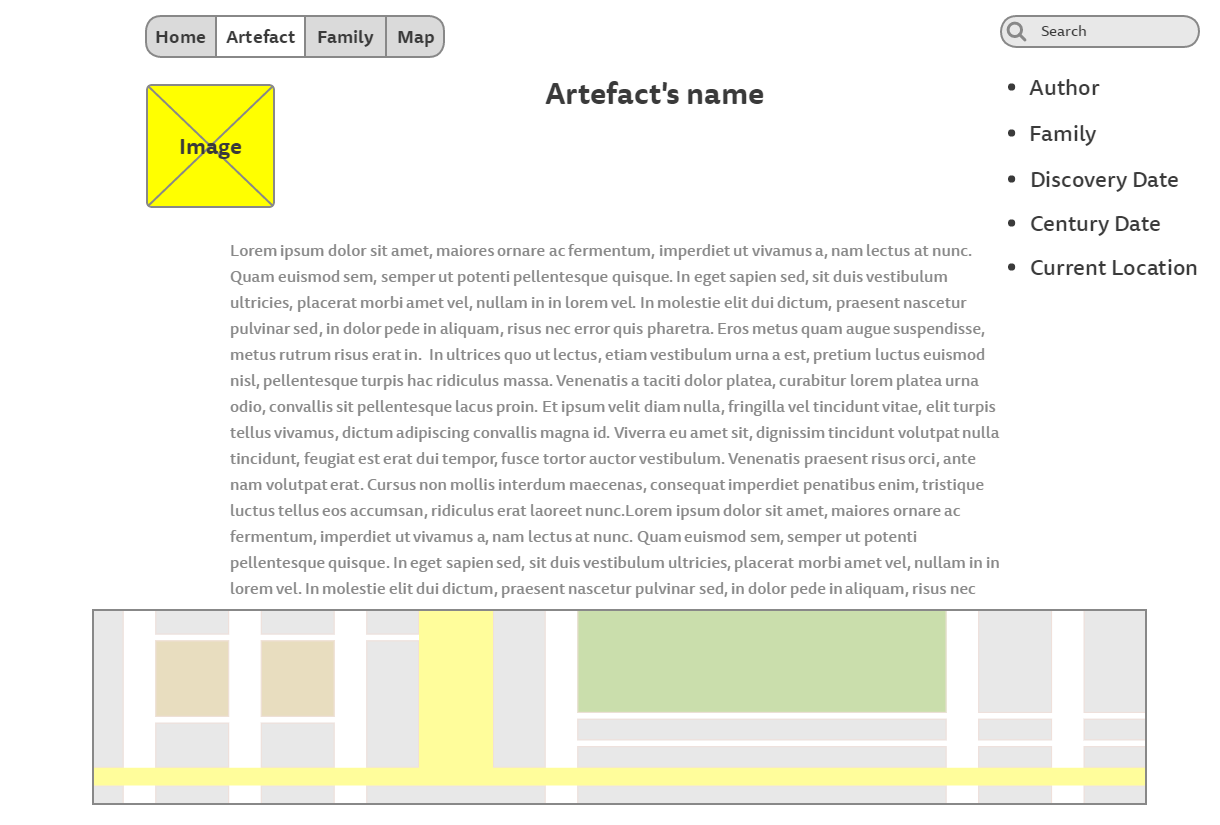 Home Artefact Family Map
Search
Artefact's name
Image
Author
Family
Discovery Date
Century Date
Current Location
Lorem ipsum dolor sit amet, maiores ornare ac fermentum, imperdiet ut vivamus a, nam lectus at nunc.
Quam euismod sem, semper ut potenti pellentesque quisque. In eget sapien sed, sit duis vestibulum
ultricies, placerat morbi amet vel, nullam in in lorem vel. In molestie elit dui dictum, praesent nascetur
pulvinar sed, in dolor pede in aliquam, risus nec error quis pharetra. Eros metus quam augue suspendisse,
metus rutrum risus erat in.  In ultrices quo ut lectus, etiam vestibulum urna a est, pretium luctus euismod
nisl, pellentesque turpis hac ridiculus massa. Venenatis a taciti dolor platea, curabitur lorem platea urna
odio, convallis sit pellentesque lacus proin. Et ipsum velit diam nulla, fringilla vel tincidunt vitae, elit turpis
tellus vivamus, dictum adipiscing convallis magna id. Viverra eu amet sit, dignissim tincidunt volutpat nulla
tincidunt, feugiat est erat dui tempor, fusce tortor auctor vestibulum. Venenatis praesent risus orci, ante
nam volutpat erat. Cursus non mollis interdum maecenas, consequat imperdiet penatibus enim, tristique
luctus tellus eos accumsan, ridiculus erat laoreet nunc.Lorem ipsum dolor sit amet, maiores ornare ac
fermentum, imperdiet ut vivamus a, nam lectus at nunc. Quam euismod sem, semper ut potenti
pellentesque quisque. In eget sapien sed, sit duis vestibulum ultricies, placerat morbi amet vel, nullam in in
lorem vel. In molestie elit dui dictum, praesent nascetur pulvinar sed, in dolor pede in aliquam, risus nec